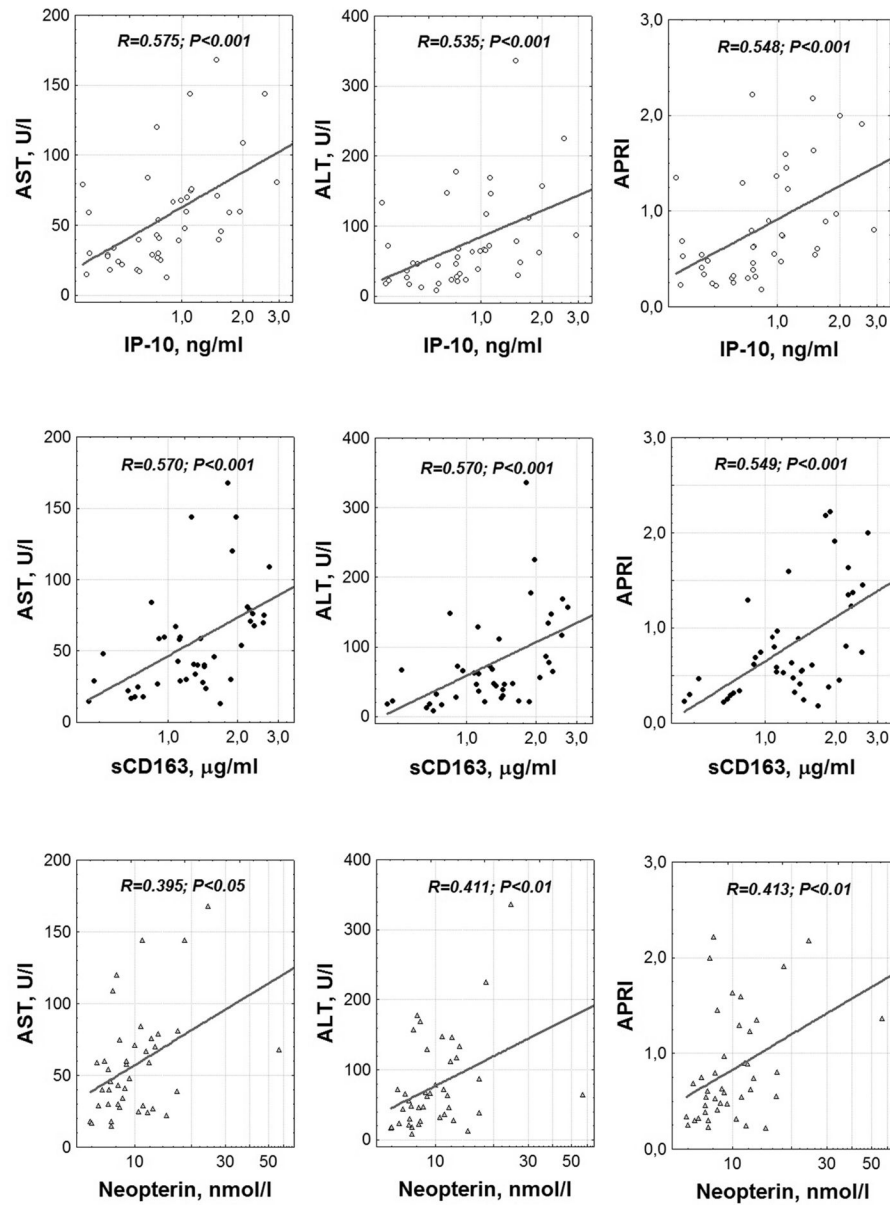 R=0.575; P<0.001
AST, U/l
200
150
100
50
0
1,0 2,0 3,0
IP-10, ng/ml
R=0.535; P<0.001
ALT, U/l
400
300
200
100
0
1,0 2,0 3,0
IP-10, ng/ml
R=0.548; P<0.001
APRI
3,0
2,0
1,0
0,0
1,0 2,0 3,0
IP-10, ng/ml
R=0.570; P<0.001
AST, U/l
200
150
100
50
0
1,0 2,0 3,0
sCD163, µg/ml
R=0.570; P<0.001
ALT, U/l
400
300
200
100
0
1,0 2,0 3,0
sCD163, µg/ml
R=0.549; P<0.001
APRI
3,0
2,0
1,0
0,0
1,0 2,0 3,0
sCD163, µg/ml
R=0.395; P<0.05
AST, U/l
200
150
100
50
0
10 30 50
Neopterin, nmol/l
R=0.411; P<0.01
ALT, U/l
400
300
200
100
0
10 30 50
Neopterin, nmol/l
R=0.413; P<0.01
APRI
3,0
2,0
1,0
0,0
10 30 50
Neopterin, nmol/l